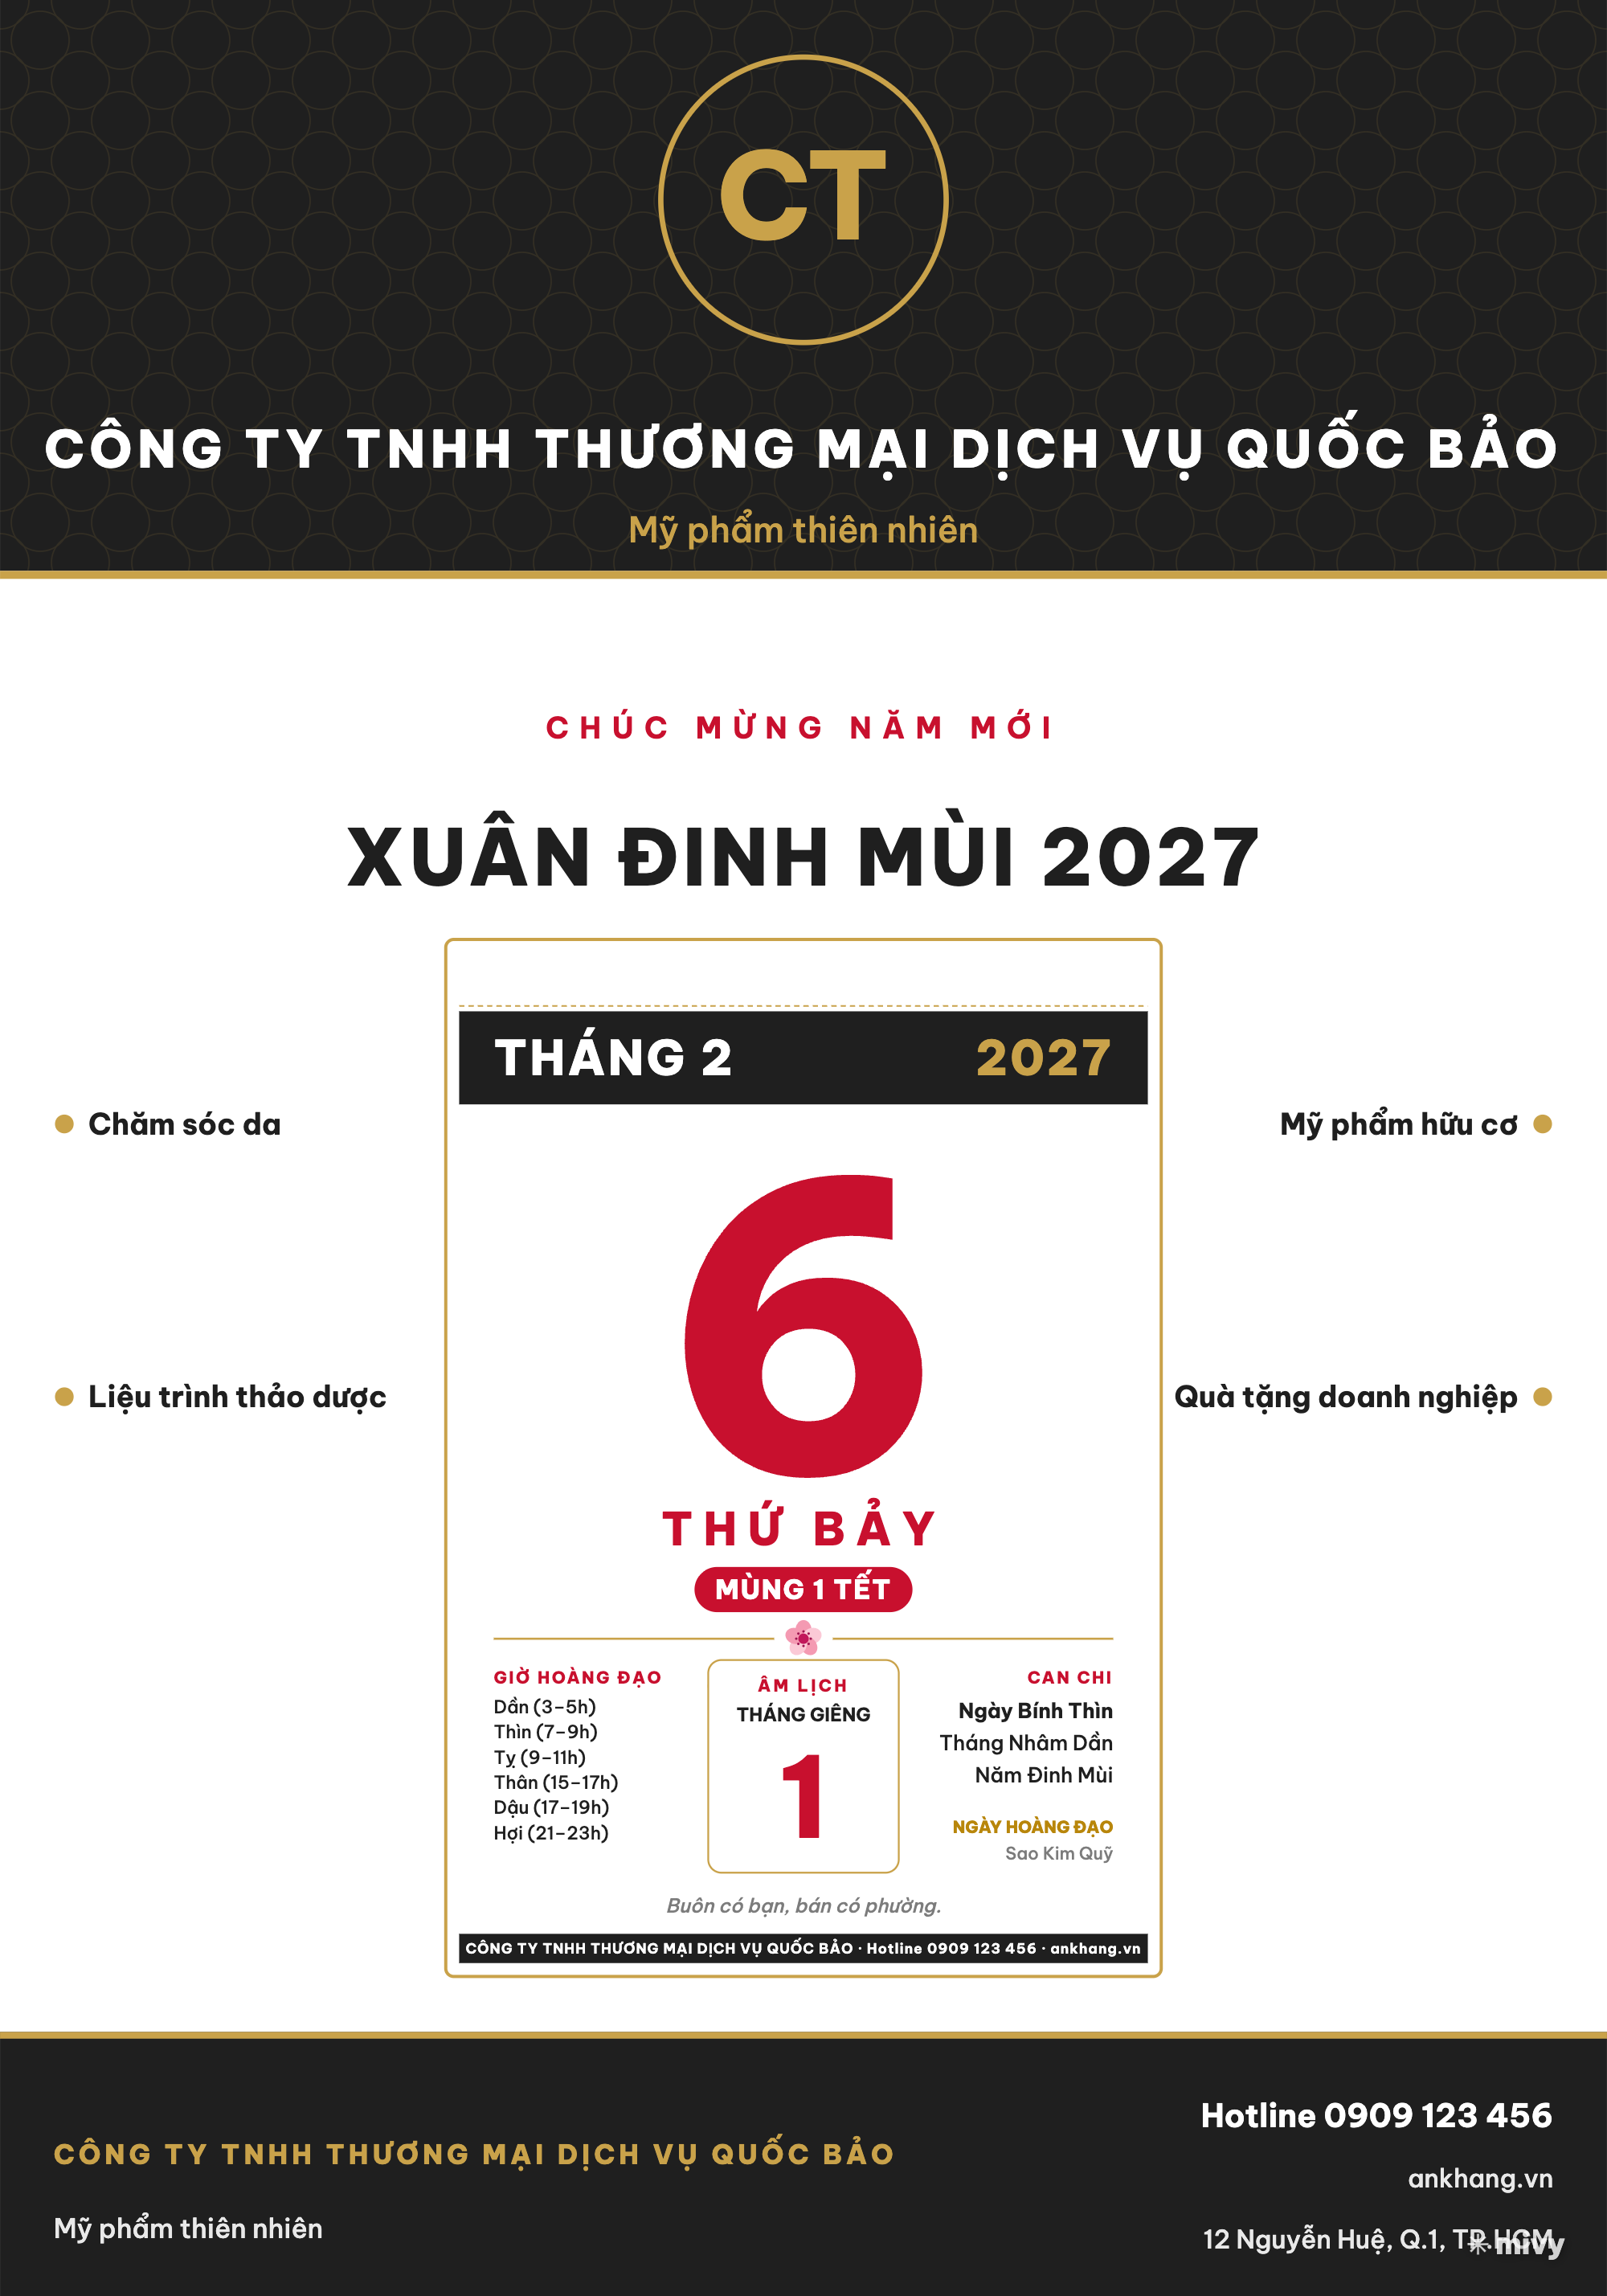 CT
CÔNG TY TNHH THƯƠNG MẠI DỊCH VỤ QUỐC BẢO
Mỹ phẩm thiên nhiên
CHÚC MỪNG NĂM MỚI
XUÂN ĐINH MÙI 2027
THÁNG 2 2027
Chăm sóc da
Mỹ phẩm hữu cơ
6
Liệu trình thảo dược
Quà tặng doanh nghiệp
THỨ BẢY
MÙNG 1 TẾT
GIỜ HOÀNG ĐẠO
Dần (3–5h)
Thìn (7–9h)
Tỵ (9–11h)
Thân (15–17h)
Dậu (17–19h)
Hợi (21–23h)
ÂM LỊCH
THÁNG GIÊNG
1
CAN CHI
Ngày Bính Thìn
Tháng Nhâm Dần
Năm Đinh Mùi
NGÀY HOÀNG ĐẠO
Sao Kim Quỹ
Buôn có bạn, bán có phường.
CÔNG TY TNHH THƯƠNG MẠI DỊCH VỤ QUỐC BẢO · Hotline 0909 123 456 · ankhang.vn
CÔNG TY TNHH THƯƠNG MẠI DỊCH VỤ QUỐC BẢO
Mỹ phẩm thiên nhiên
Hotline 0909 123 456
ankhang.vn
12 Nguyễn Huệ, Q.1, TP.HCM
mivy